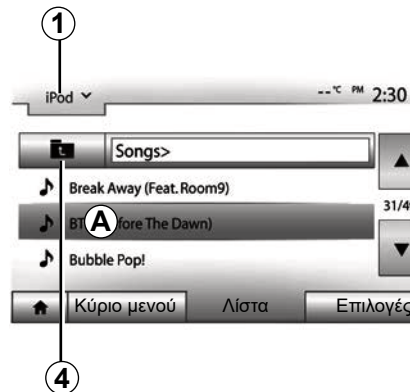 1
iPod --°C PM 2:30
Songs>
Break Away (Feat. Room9)
A fore The Dawn)
31/4
Bubble Pop!
Κύριο μενού Λίστα Επιλογές
4